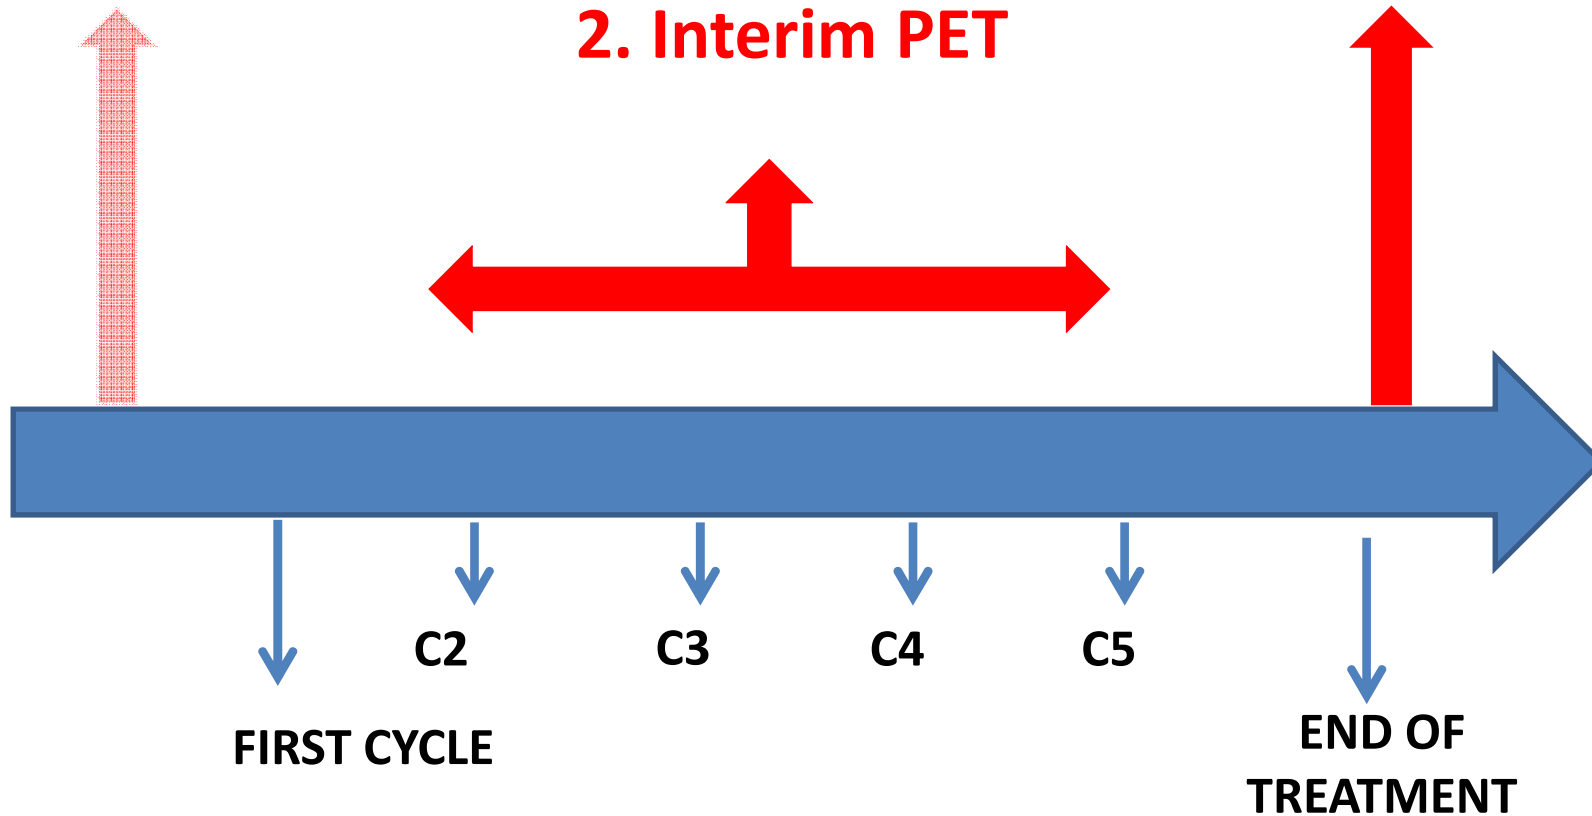 2. Interim PET
C2
C3
C4
C5
FIRST CYCLE
END OF
TREATMENT